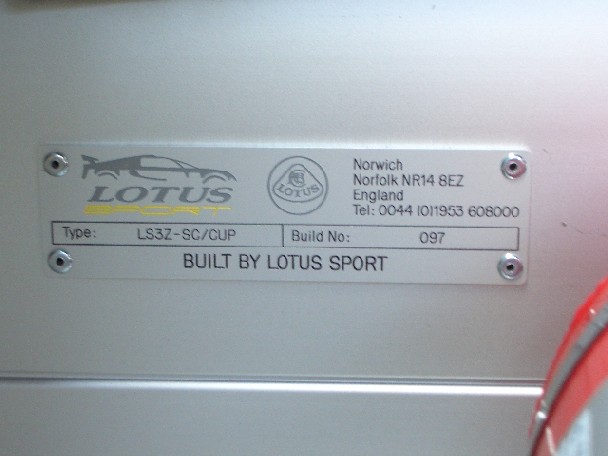 LOTUS
SPORT
LOTUS
Norwich
Norfolk NR14 8EZ
England
Tel: 0044 (0)1953 608000
Type: LS3Z-SC/CUP Build No: 097
BUILT BY LOTUS SPORT